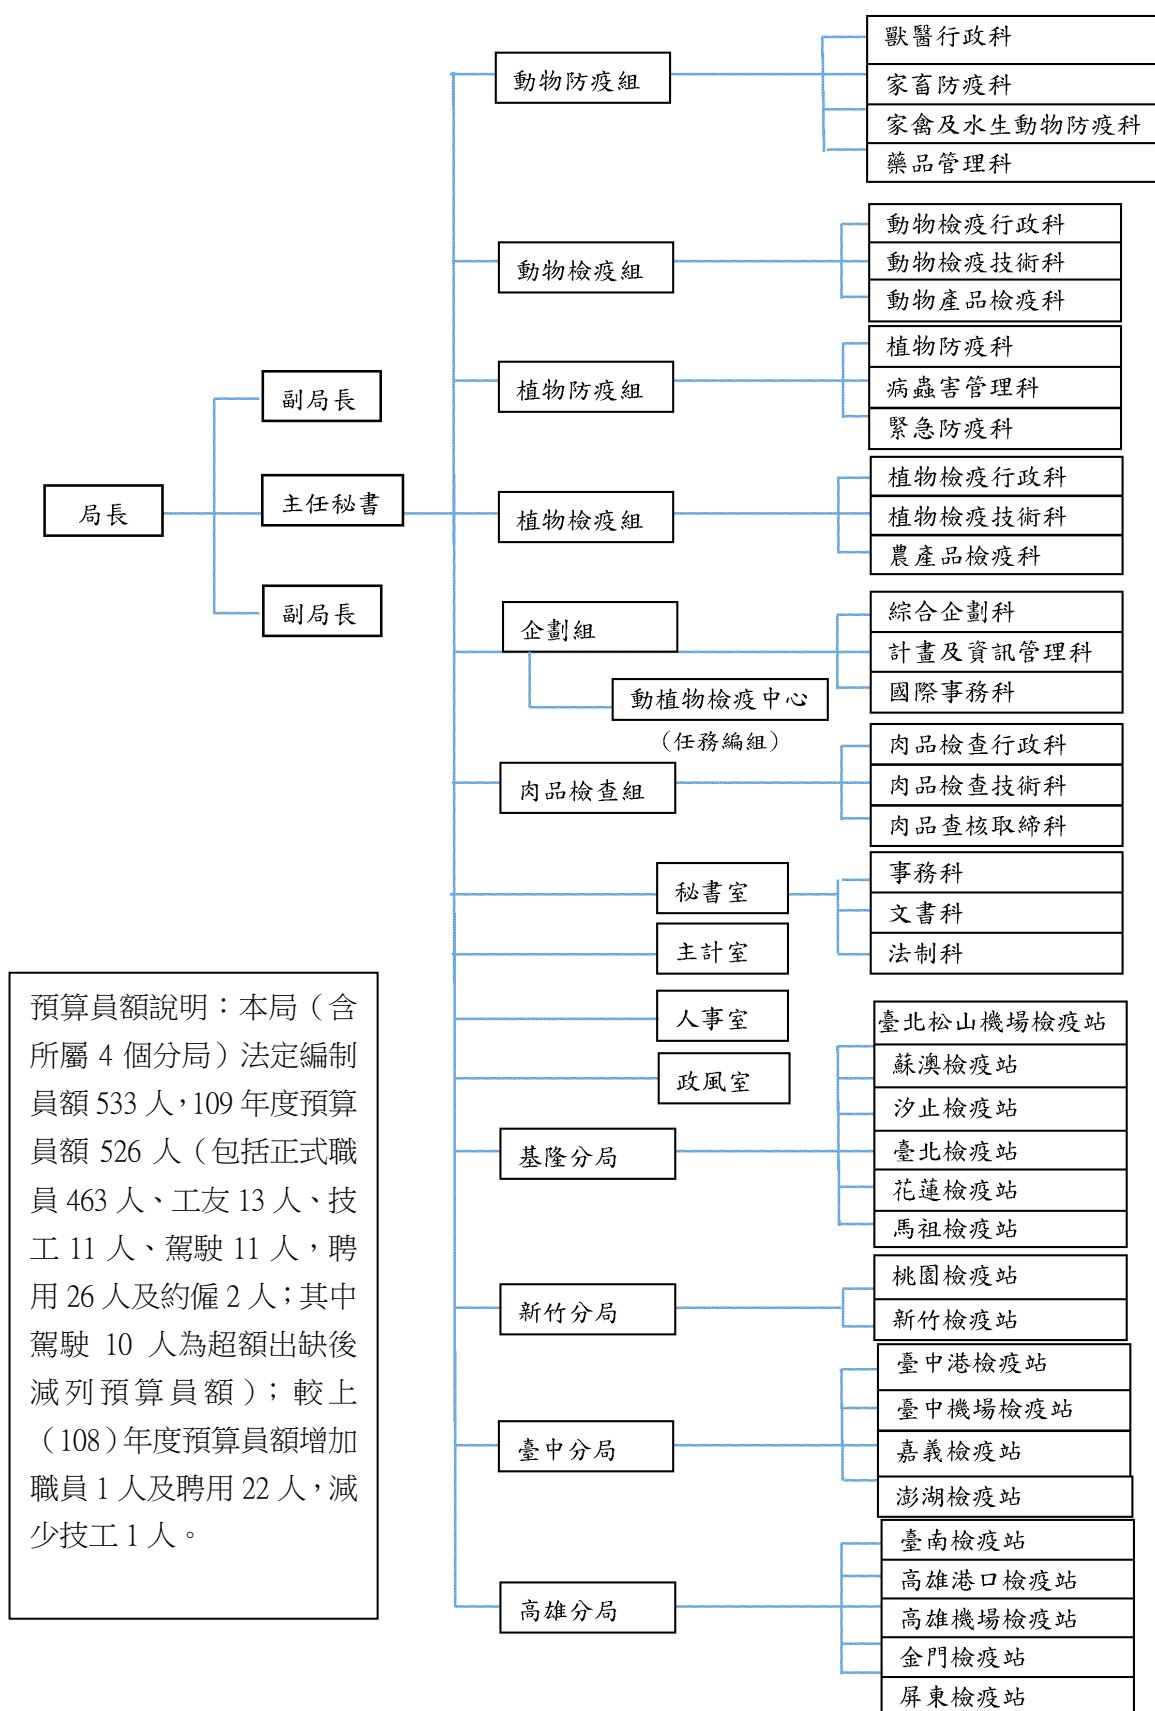 獸醫行政科
動物防疫組
家畜防疫科
家禽及水生動物防疫科
藥品管理科
動物檢疫行政科
動物檢疫組
動物檢疫技術科
動物產品檢疫科
植物防疫科
植物防疫組
病蟲害管理科
緊急防疫科
副局長
植物檢疫行政科
局長
主任秘書
植物檢疫組
植物檢疫技術科
農產品檢疫科
副局長
綜合企劃科
企劃組
計畫及資訊管理科
國際事務科
動植物檢疫中心
（任務編組）
肉品檢查行政科
肉品檢查組
肉品檢查技術科
肉品查核取締科
事務科
秘書室
文書科
法制科
主計室
人事室
政風室
臺北松山機場檢疫站
蘇澳檢疫站
汐止檢疫站
基隆分局
臺北檢疫站
花蓮檢疫站
馬祖檢疫站
桃園檢疫站
新竹分局
新竹檢疫站
臺中港檢疫站
臺中機場檢疫站
臺中分局
嘉義檢疫站
澎湖檢疫站
臺南檢疫站
高雄港口檢疫站
高雄分局
高雄機場檢疫站
金門檢疫站
屏東檢疫站
預算員額說明：本局（含
所屬 4 個分局）法定編制
員額 533 人，109 年度預算
員額 526 人（包括正式職
員 463 人、工友 13 人、技
工 11 人、駕駛 11 人，聘
用 26 人及約僱 2 人；其中
駕駛 10 人為超額出缺後
減列預算員額）；較上
（108）年度預算員額增加
職員 1 人及聘用 22 人，減
少技工 1 人。